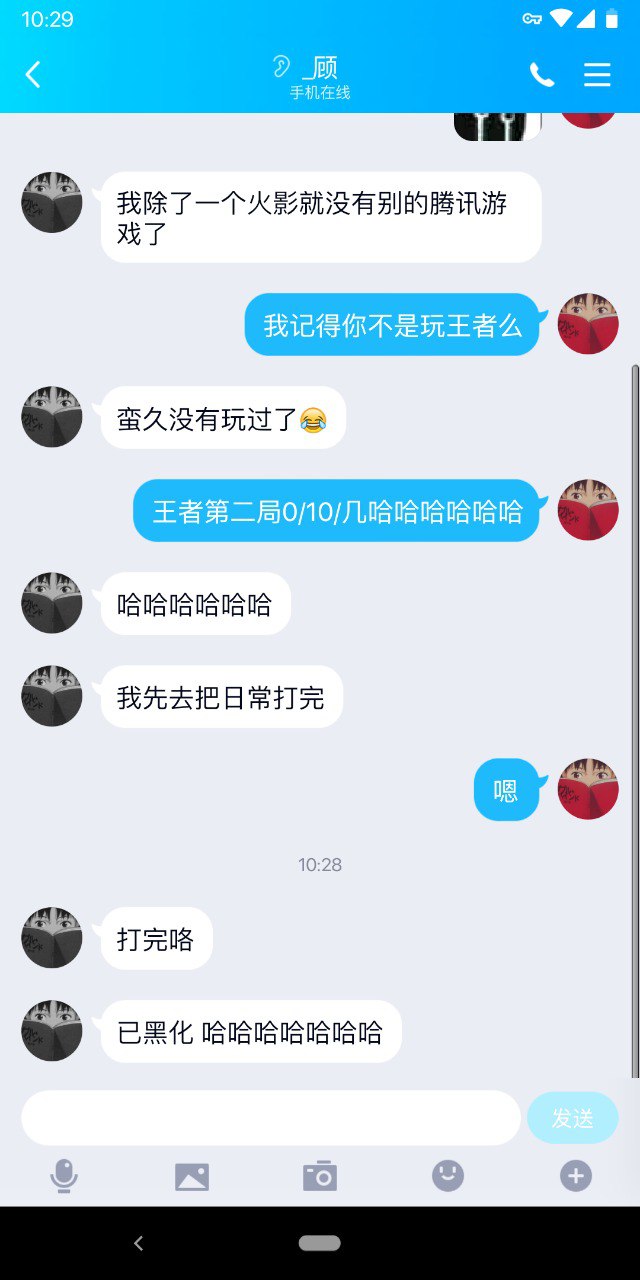 10:29
_顾
手机在线
我除了一个火影就没有别的腾讯游
戏了
我记得你不是玩王者么
蛮久没有玩过了😂
王者第二局0/10/几哈哈哈哈哈哈
哈哈哈哈哈哈
我先去把日常打完
嗯
10:28
打完咯
已黑化 哈哈哈哈哈哈哈
发送